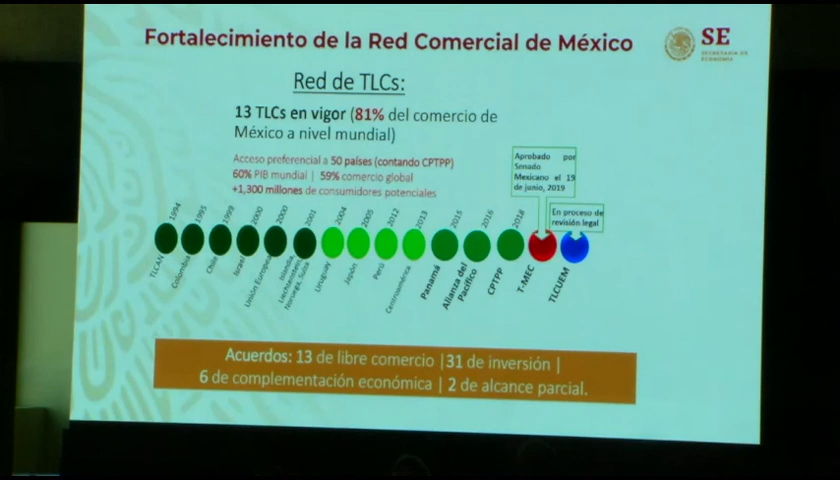 Fortalecimiento de la Red Comercial de México
SE
SECRETARÍA DE
ECONOMÍA
Red de TLCs:
13 TLCs en vigor (81% del comercio de
México a nivel mundial)
Acceso preferencial a 50 países (contando CPTPP)
60% PIB mundial | 59% comercio global
+1,300 millones de consumidores potenciales
Aprobado por
Senado
Mexicano el 19
de junio, 2019
En proceso de
revisión legal
1994
1995
1999
2000
2000
2001
2004
2005
2012
2013
2015
2016
2018
TLCAN
Colombia
Chile
Israel
Unión Europea
Islandia,
Liechtenstein,
Noruega, Suiza
Uruguay
Japón
Perú
Centroamérica
Panamá
Alianza del
Pacífico
CPTPP
T-MEC
TLCUEM
Acuerdos: 13 de libre comercio |31 de inversión |
6 de complementación económica | 2 de alcance parcial.